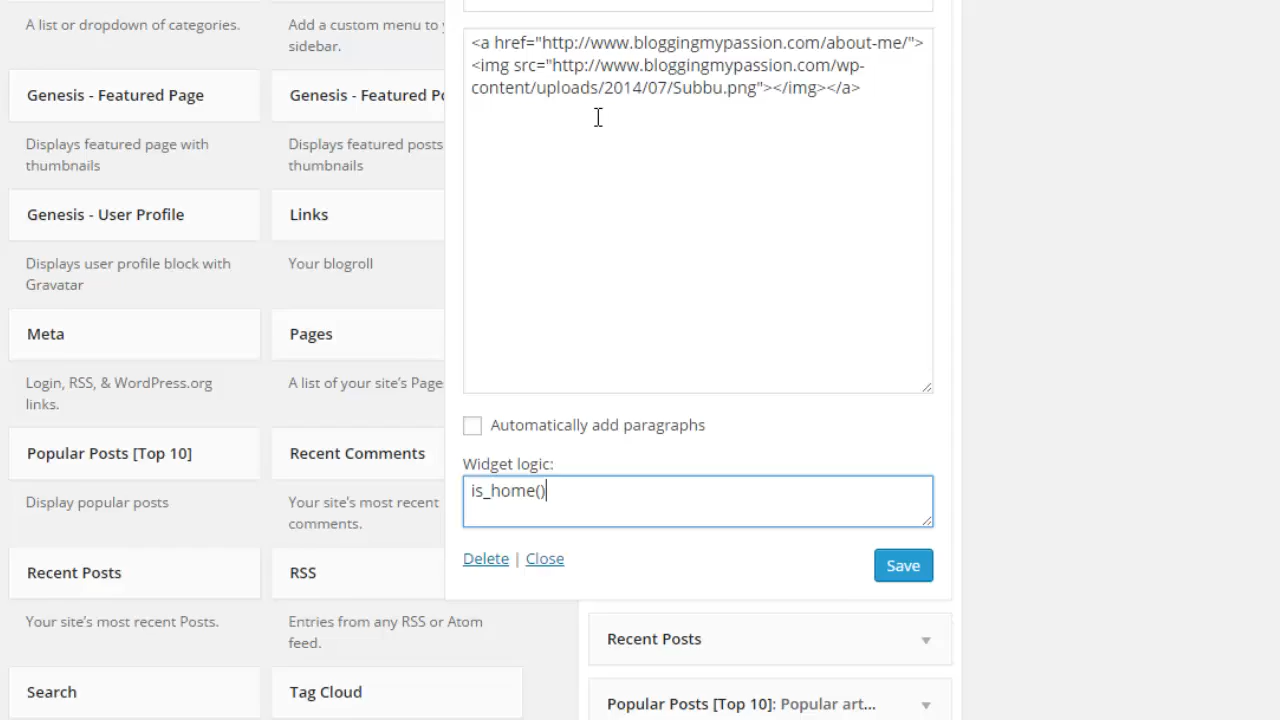 A list or dropdown of categories.
Add a custom menu to
sidebar.
Genesis - Featured Page
Genesis - Featured
Displays featured page with
thumbnails
Displays featured posts
thumbnails
Genesis - User Profile
Links
Displays user profile block with
Gravatar
Your blogroll
Meta
Pages
Login, RSS, & WordPress.org
links.
A list of your site's Page
Popular Posts [Top 10]
Recent Comments
Display popular posts
Your site's most recent
comments.
Recent Posts
RSS
Your site's most recent Posts.
Entries from any RSS or Atom
feed.
Search
Tag Cloud
<a href="http://www.bloggingmypassion.com/about-me/">
<img src="http://www.bloggingmypassion.com/wp-
content/uploads/2014/07/Subbu.png"></img></a>
Automatically add paragraphs
Widget logic:
is_home()
Delete | Close
Save
Recent Posts
Popular Posts [Top 10]: Popular art...